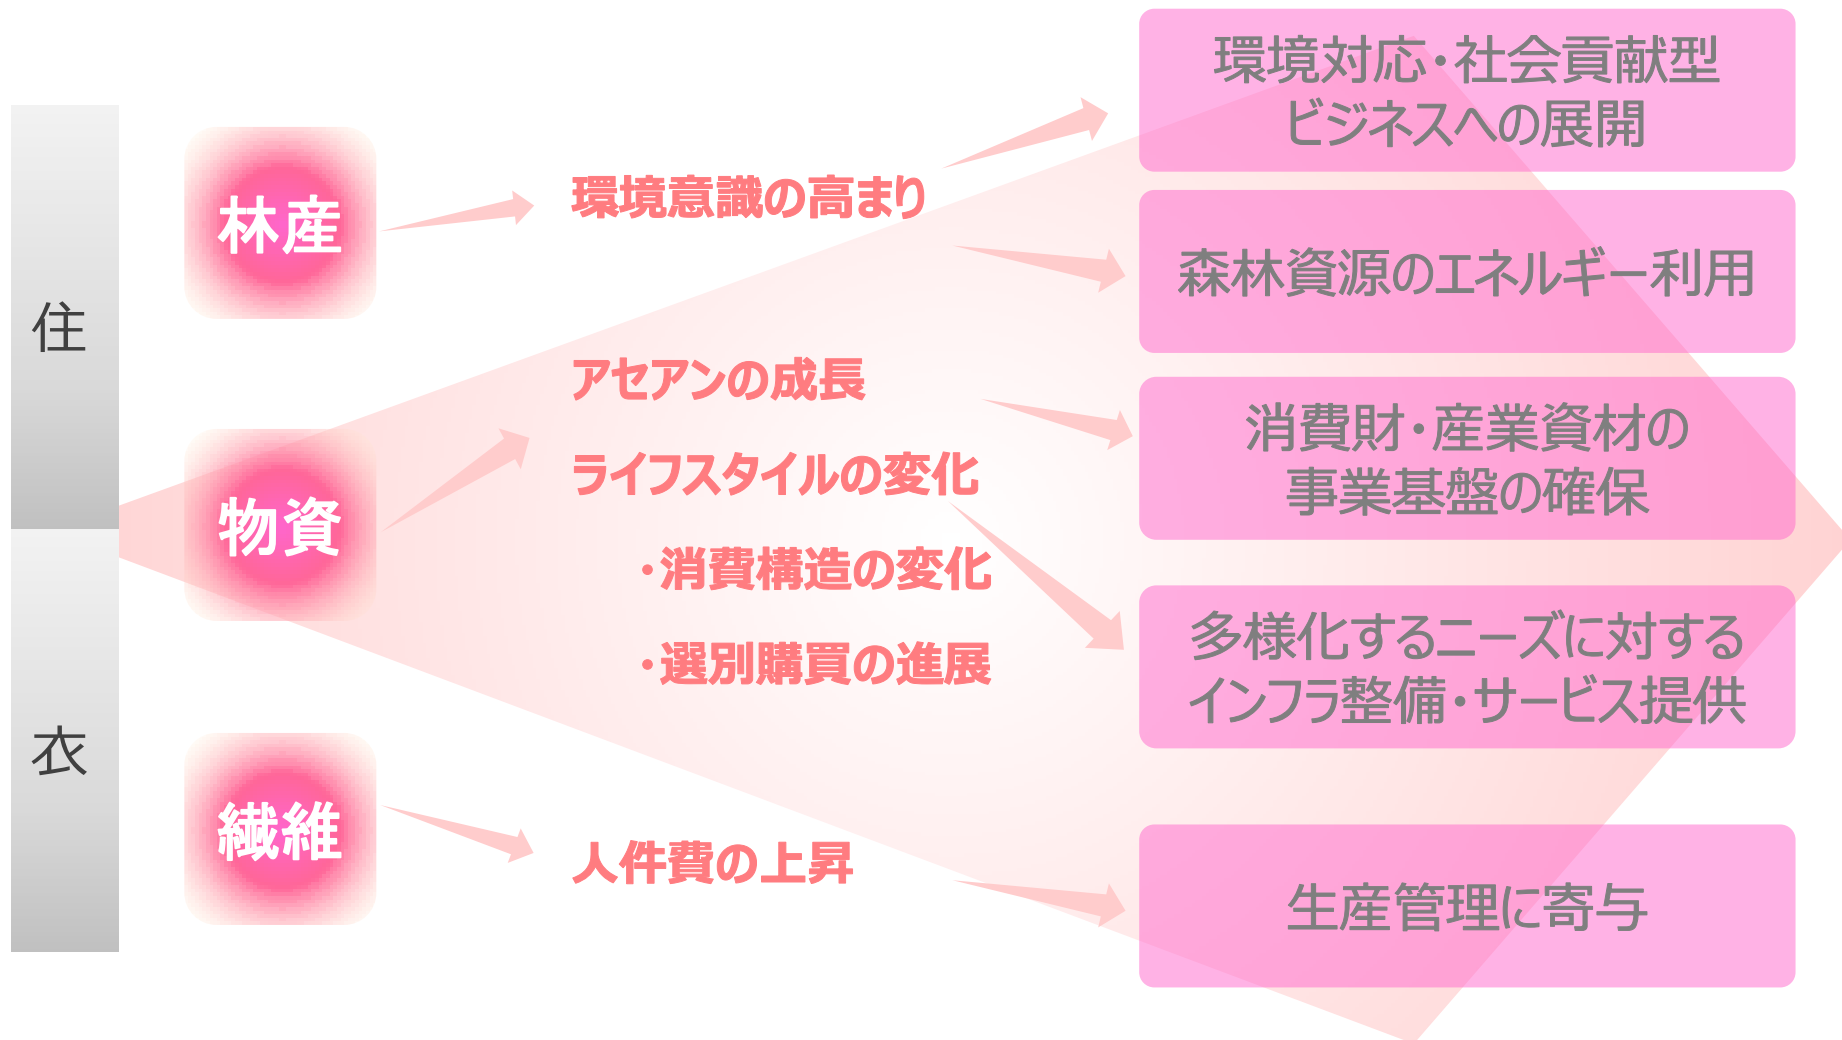 住
衣
林産
物資
繊維
環境意識の高まり
アセアンの成長
ライフスタイルの変化
・消費構造の変化
・選別購買の進展
人件費の上昇
環境対応・社会貢献型
ビジネスへの展開
森林資源のエネルギー利用
消費財・産業資材の
事業基盤の確保
多様化するニーズに対する
インフラ整備・サービス提供
生産管理に寄与